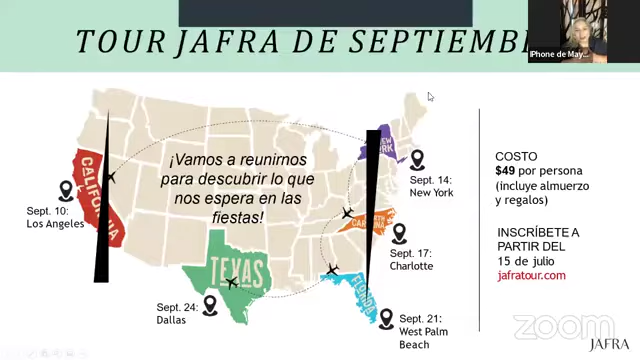 TOUR JAFRA DE SEPTIEMB
IPhone de May...
CALIFORNIA
NEW YORK
¡Vamos a reunirnos
para descubrir lo que
nos espera en las
fiestas!
Sept. 10:
Los Angeles
Sept. 14:
New York
CAROLINA
Sept. 17:
Charlotte
TEXAS
FLORIDA
Sept. 24:
Dallas
Sept. 21:
West Palm
Beach
COSTO
$49 por persona
(incluye almuerzo
y regalos)
INSCRÍBETE A
PARTIR DEL
15 de julio
jafratour.com
zoom
JAFRA